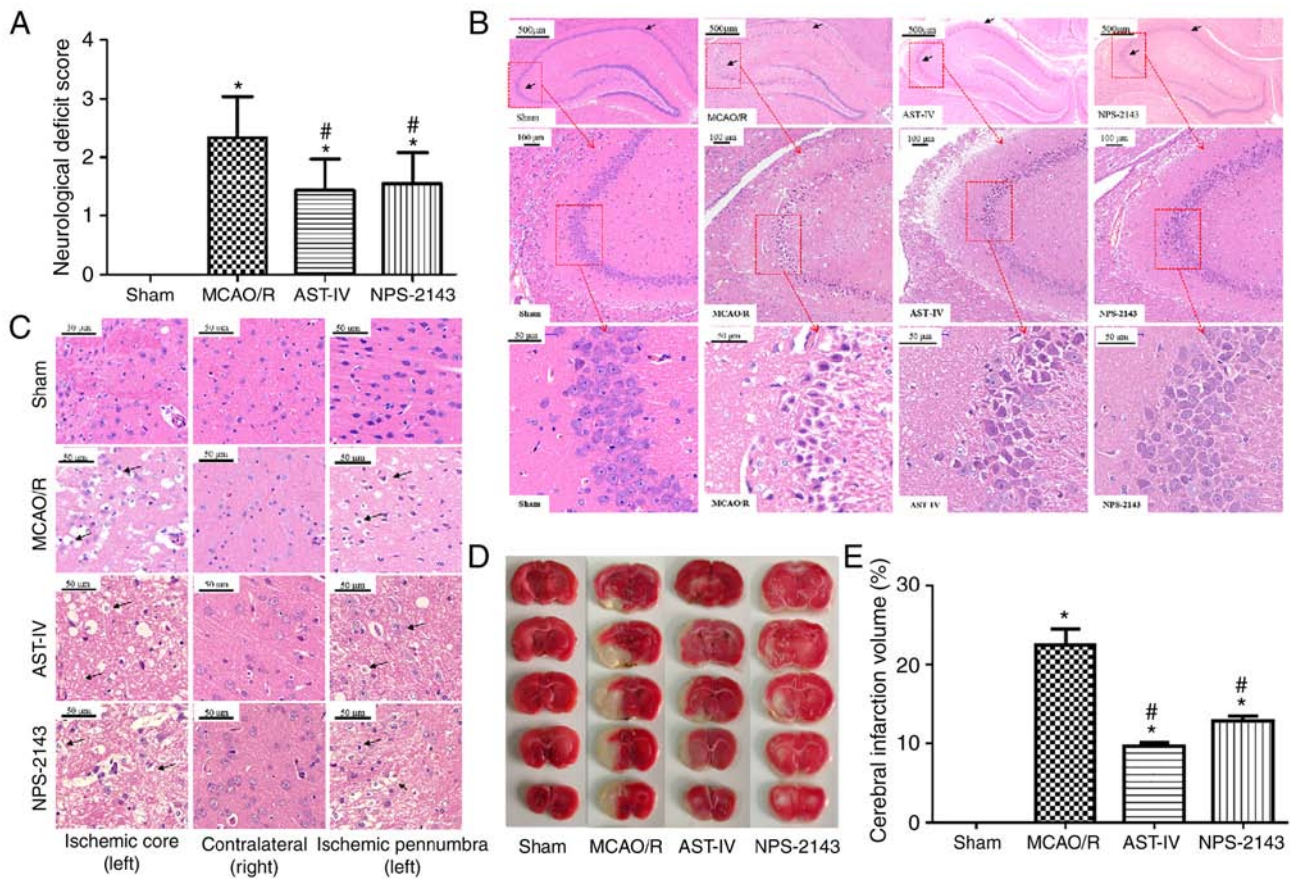 A
Neurological deficit score
4
3
2
1
0
*
#
*
#
*
Sham
MCAO/R
AST-IV
NPS-2143
B
500μm
500μm
500μm
500μm
Sham
MCAO/R
AST-IV
NPS-2143
100 μm
100 μm
100 μm
100 μm
Sham
MCAO/R
AST-IV
NPS-2143
50 μm
50 μm
50 μm
50 μm
Sham
MCAO/R
AST-IV
NPS-2143
C
50 μm
50 μm
50 μm
Sham
50 μm
50 μm
50 μm
MCAO/R
50 μm
50 μm
50 μm
AST-IV
50 μm
50 μm
50 μm
NPS-2143
Ischemic core
(left)
Contralateral
(right)
Ischemic pennumbra
(left)
D
Sham
MCAO/R
AST-IV
NPS-2143
E
Cerebral infarction volume (%)
30
20
10
0
*
#
*
#
*
Sham
MCAO/R
AST-IV
NPS-2143